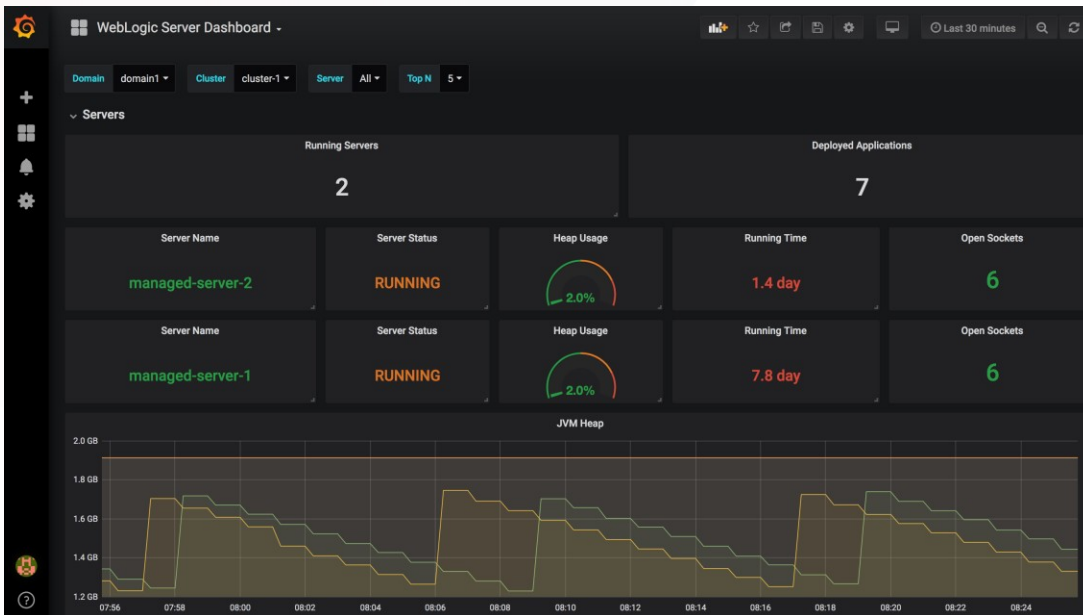 WebLogic Server Dashboard
Last 30 minutes
Domain domain1 Cluster cluster-1 Server All Top N 5
Servers
Running Servers Deployed Applications
2 7
Server Name Server Status Heap Usage Running Time Open Sockets
managed-server-2 RUNNING 2.0% 1.4 day 6
Server Name Server Status Heap Usage Running Time Open Sockets
managed-server-1 RUNNING 2.0% 7.8 day 6
JVM Heap
2.0 GB
1.8 GB
1.6 GB
1.4 GB
1.2 GB
07:56 07:58 08:00 08:02 08:04 08:06 08:08 08:10 08:12 08:14 08:16 08:18 08:20 08:22 08:24